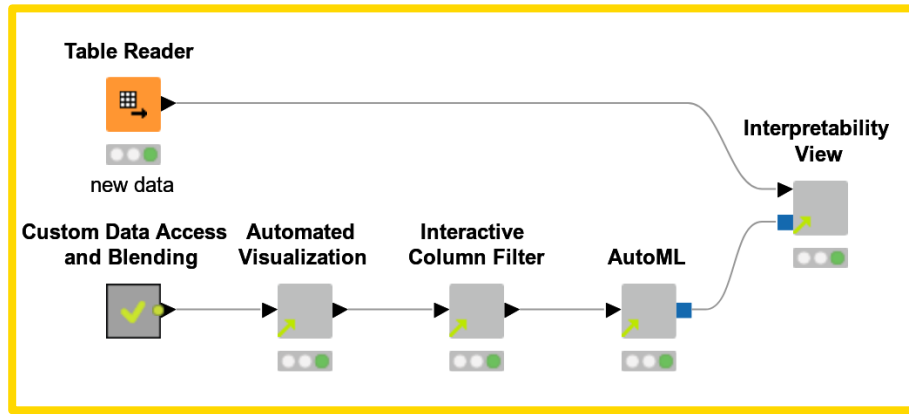 Table Reader
new data
Interpretability
View
Custom Data Access
and Blending
Automated
Visualization
Interactive
Column Filter
AutoML